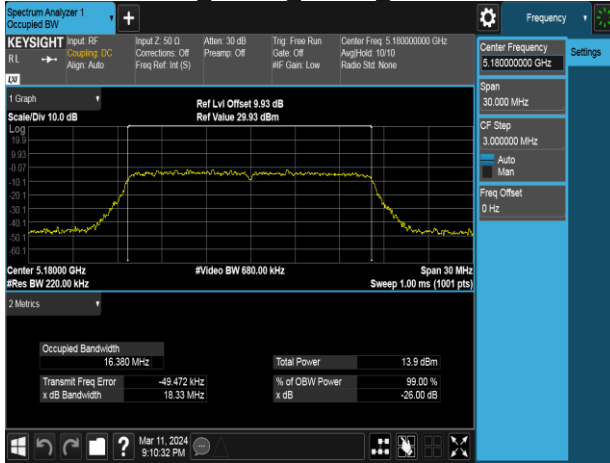 Spectrum Analyzer 1
Occupied BW
+
Frequency
KEYSIGHT
RL
LXI
Input: RF
Coupling: DC
Align: Auto
Input Z: 50 Ω
Corrections: Off
Freq Ref: Int (S)
Atten: 30 dB
Preamp: Off
Trig: Free Run
Gate: Off
#IF Gain: Low
Center Freq: 5.180000000 GHz
Avg|Hold: 10/10
Radio Std: None
Center Frequency
5.180000000 GHz
Settings
Span
30.000 MHz
CF Step
3.000000 MHz
Auto
Man
Freq Offset
0 Hz
1 Graph
Scale/Div 10.0 dB
Ref Lvl Offset 9.93 dB
Ref Value 29.93 dBm
Log
19.9
9.93
-0.07
-10.1
-20.1
-30.1
-40.1
-50.1
-60.1
Center 5.18000 GHz
#Video BW 680.00 kHz
Span 30 MHz
#Res BW 220.00 kHz
Sweep 1.00 ms (1001 pts)
2 Metrics
Occupied Bandwidth
16.380 MHz
Total Power 13.9 dBm
Transmit Freq Error -49.472 kHz
% of OBW Power 99.00 %
x dB Bandwidth 18.33 MHz
x dB -26.00 dB
?
Mar 11, 2024
9:10:32 PM